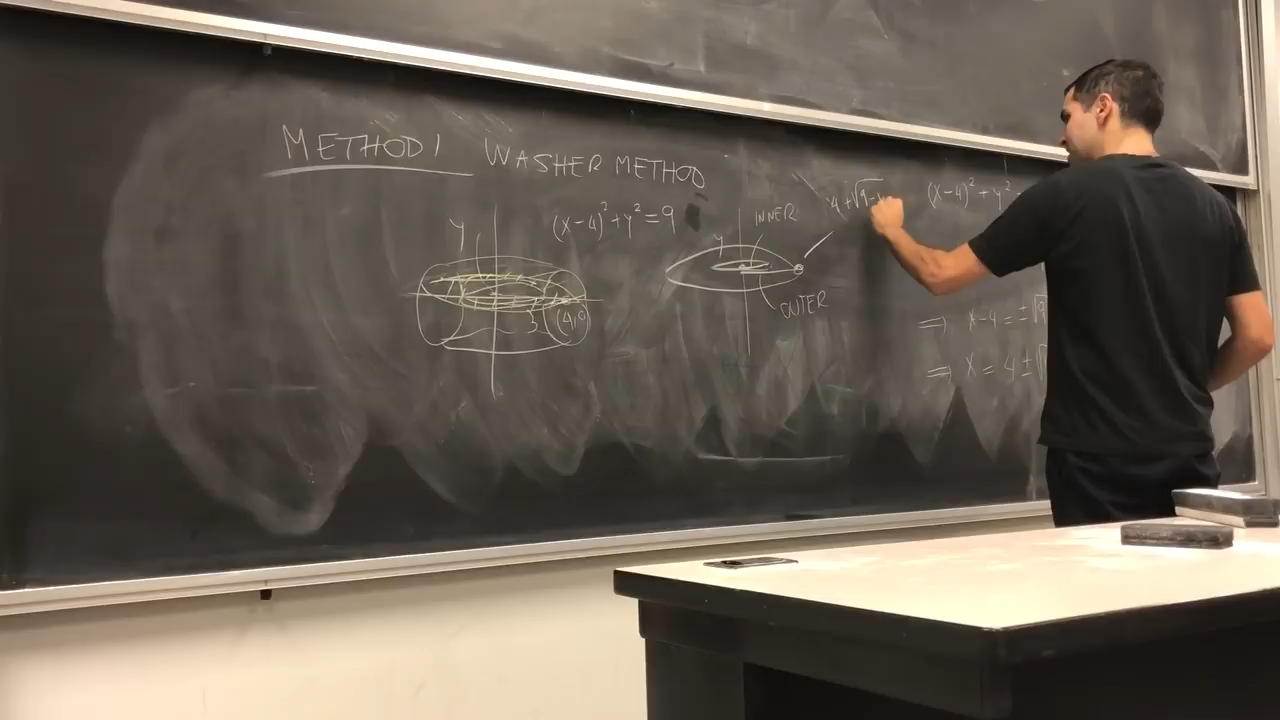 METHOD 1 WASHER METHOD
(x-4)² + y² = 9
y
(4,0)
INNER
y
OUTER
4+√9-y
(x-4)² + y²
⇒ x-4 = ±√9
⇒ x = 4 ± √